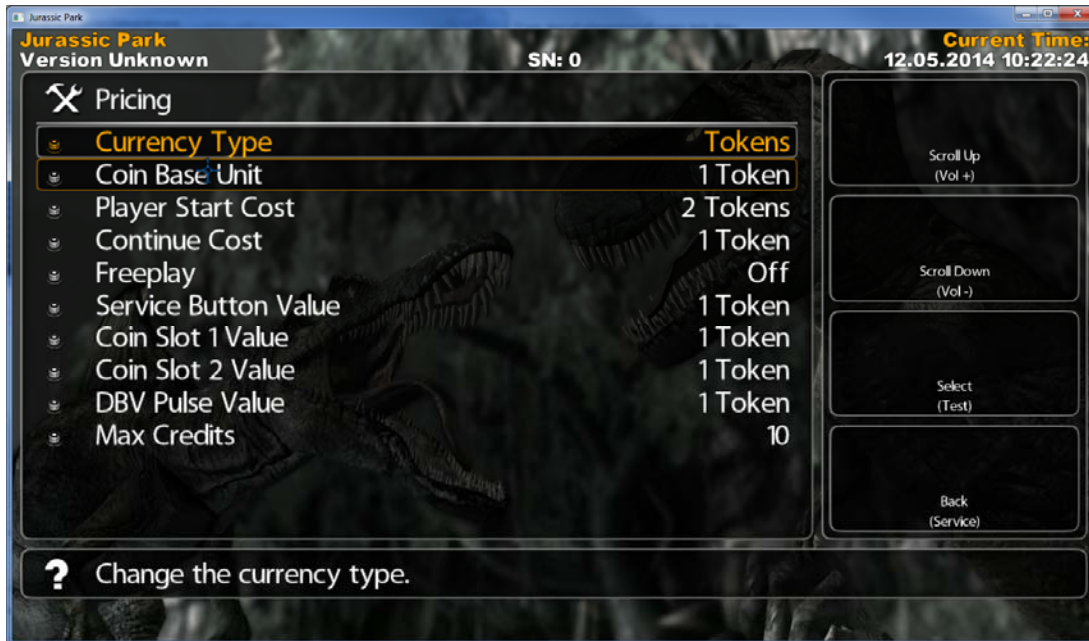 Jurassic Park
Jurassic Park
Version Unknown
SN: 0
Current Time:
12.05.2014 10:22:24
Pricing
Currency Type Tokens
Coin Base Unit 1 Token
Player Start Cost 2 Tokens
Continue Cost 1 Token
Freeplay Off
Service Button Value 1 Token
Coin Slot 1 Value 1 Token
Coin Slot 2 Value 1 Token
DBV Pulse Value 1 Token
Max Credits 10
Scroll Up
(Vol +)
Scroll Down
(Vol -)
Select
(Test)
Back
(Service)
? Change the currency type.